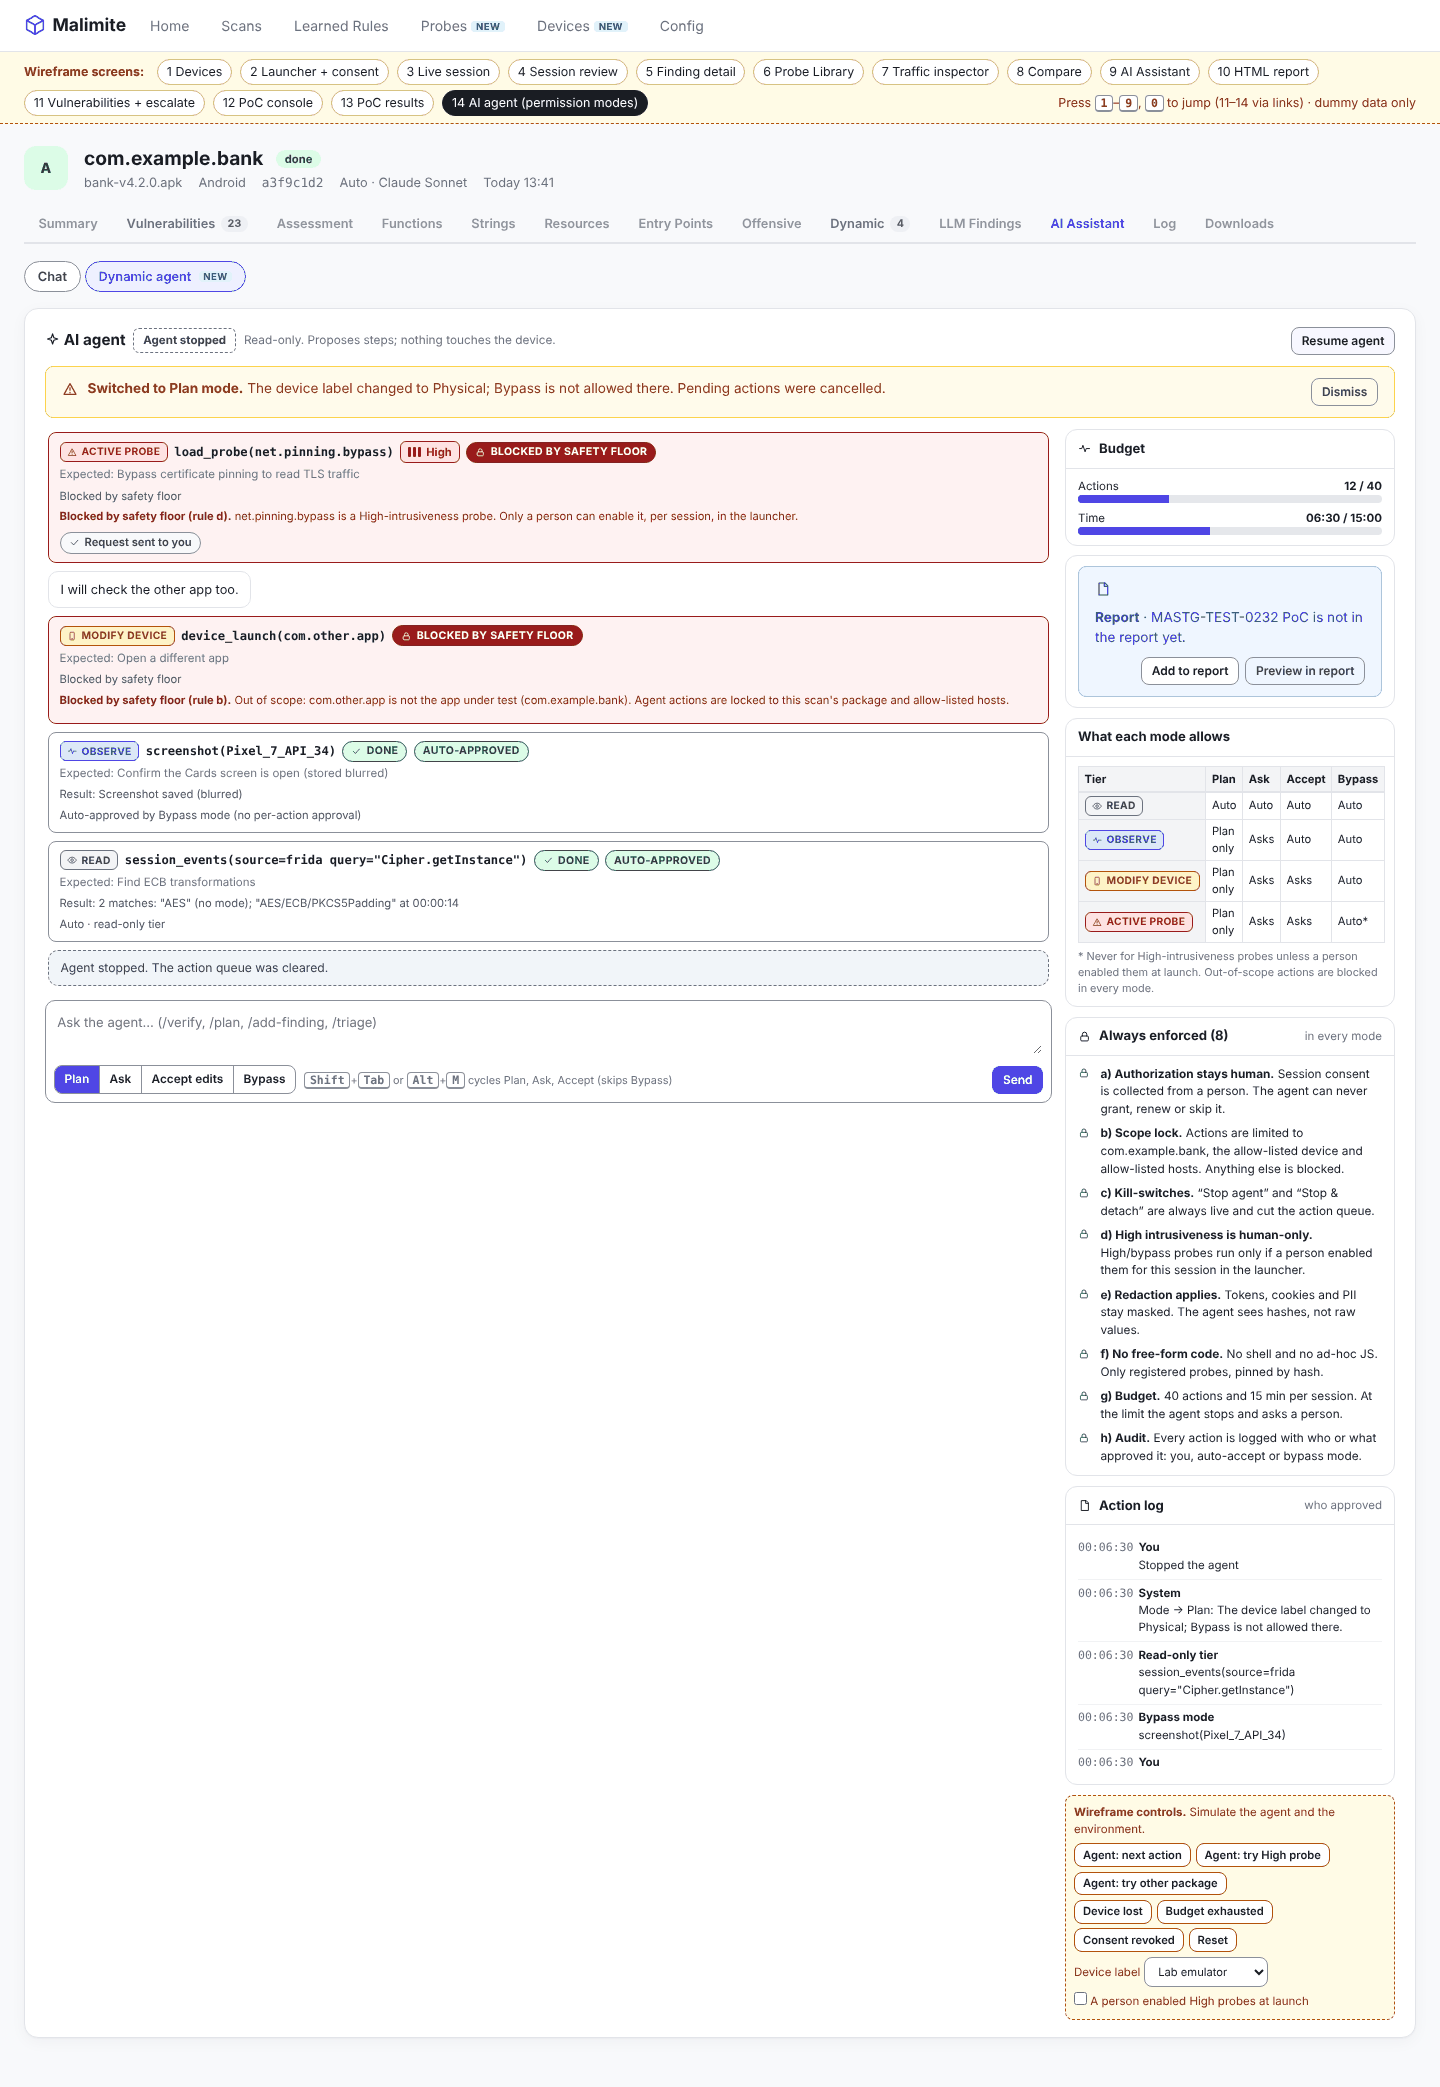 Malimite Home Scans Learned Rules Probes NEW Devices NEW Config
Wireframe screens: 1 Devices 2 Launcher + consent 3 Live session 4 Session review 5 Finding detail 6 Probe Library 7 Traffic inspector 8 Compare 9 AI Assistant 10 HTML report
11 Vulnerabilities + escalate 12 PoC console 13 PoC results 14 AI agent (permission modes) Press 1–9, 0 to jump (11–14 via links) · dummy data only
A
com.example.bank done
bank-v4.2.0.apk Android a3f9c1d2 Auto · Claude Sonnet Today 13:41
Summary Vulnerabilities 23 Assessment Functions Strings Resources Entry Points Offensive Dynamic 4 LLM Findings AI Assistant Log Downloads
Chat Dynamic agent NEW
AI agent Agent stopped Read-only. Proposes steps; nothing touches the device. Resume agent
Switched to Plan mode. The device label changed to Physical; Bypass is not allowed there. Pending actions were cancelled. Dismiss
ACTIVE PROBE load_probe(net.pinning.bypass) High BLOCKED BY SAFETY FLOOR
Expected: Bypass certificate pinning to read TLS traffic
Blocked by safety floor
Blocked by safety floor (rule d). net.pinning.bypass is a High-intrusiveness probe. Only a person can enable it, per session, in the launcher.
Request sent to you
I will check the other app too.
MODIFY DEVICE device_launch(com.other.app) BLOCKED BY SAFETY FLOOR
Expected: Open a different app
Blocked by safety floor
Blocked by safety floor (rule b). Out of scope: com.other.app is not the app under test (com.example.bank). Agent actions are locked to this scan's package and allow-listed hosts.
OBSERVE screenshot(Pixel_7_API_34) DONE AUTO-APPROVED
Expected: Confirm the Cards screen is open (stored blurred)
Result: Screenshot saved (blurred)
Auto-approved by Bypass mode (no per-action approval)
READ session_events(source=frida query="Cipher.getInstance") DONE AUTO-APPROVED
Expected: Find ECB transformations
Result: 2 matches: "AES" (no mode); "AES/ECB/PKCS5Padding" at 00:00:14
Auto · read-only tier
Agent stopped. The action queue was cleared.
Ask the agent... (/verify, /plan, /add-finding, /triage)
Plan Ask Accept edits Bypass Shift+Tab or Alt+M cycles Plan, Ask, Accept (skips Bypass) Send
Budget
Actions 12 / 40
Time 06:30 / 15:00
Report · MASTG-TEST-0232 PoC is not in
the report yet.
Add to report Preview in report
What each mode allows
Tier Plan Ask Accept Bypass
READ Auto Auto Auto Auto
OBSERVE Plan only Asks Auto Auto
MODIFY DEVICE Plan only Asks Asks Auto
ACTIVE PROBE Plan only Asks Asks Auto*
* Never for High-intrusiveness probes unless a person
enabled them at launch. Out-of-scope actions are blocked
in every mode.
Always enforced (8) in every mode
a) Authorization stays human. Session consent
is collected from a person. The agent can never
grant, renew or skip it.
b) Scope lock. Actions are limited to
com.example.bank, the allow-listed device and
allow-listed hosts. Anything else is blocked.
c) Kill-switches. “Stop agent” and “Stop &
detach” are always live and cut the action queue.
d) High intrusiveness is human-only.
High/bypass probes run only if a person enabled
them for this session in the launcher.
e) Redaction applies. Tokens, cookies and PII
stay masked. The agent sees hashes, not raw
values.
f) No free-form code. No shell and no ad-hoc JS.
Only registered probes, pinned by hash.
g) Budget. 40 actions and 15 min per session. At
the limit the agent stops and asks a person.
h) Audit. Every action is logged with who or what
approved it: you, auto-accept or bypass mode.
Action log who approved
00:06:30 You
Stopped the agent
00:06:30 System
Mode → Plan: The device label changed to
Physical; Bypass is not allowed there.
00:06:30 Read-only tier
session_events(source=frida
query="Cipher.getInstance")
00:06:30 Bypass mode
screenshot(Pixel_7_API_34)
00:06:30 You
Wireframe controls. Simulate the agent and the
environment.
Agent: next action Agent: try High probe
Agent: try other package
Device lost Budget exhausted
Consent revoked Reset
Device label Lab emulator
A person enabled High probes at launch